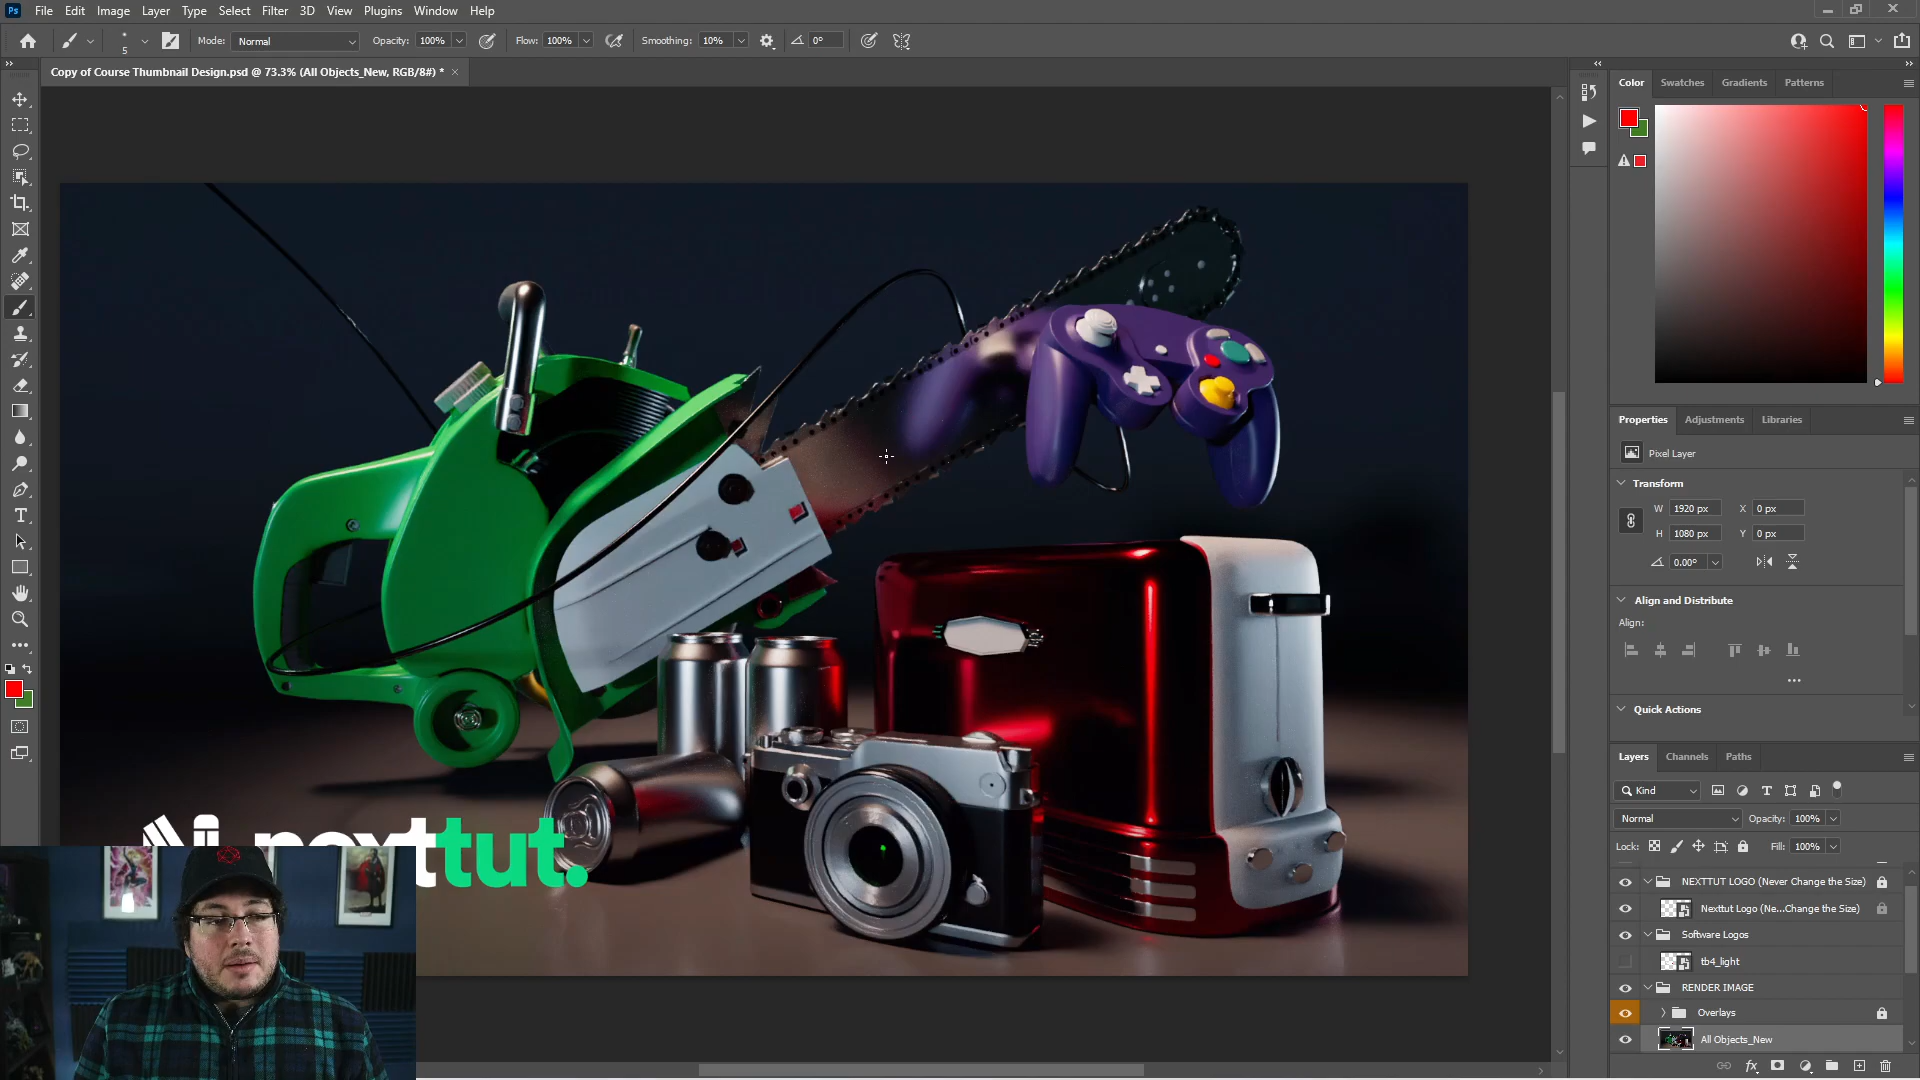 Ps File Edit Image Layer Type Select Filter 3D View Plugins Window Help
5 Mode: Normal Opacity: 100% Flow: 100% Smoothing: 10% 0°
Copy of Course Thumbnail Design.psd @ 73.3% (All Objects_New, RGB/8#) * ×
Color Swatches Gradients Patterns
Properties Adjustments Libraries
Pixel Layer
Transform
W 1920 px X 0 px
H 1080 px Y 0 px
0.00°
Align and Distribute
Align:
Quick Actions
Layers Channels Paths
Kind
Normal Opacity: 100%
Lock: Fill: 100%
NEXTTUT LOGO (Never Change the Size)
Nexttut Logo (Ne...Change the Size)
Software Logos
tb4_light
RENDER IMAGE
Overlays
All Objects_New
fx
nexttut.